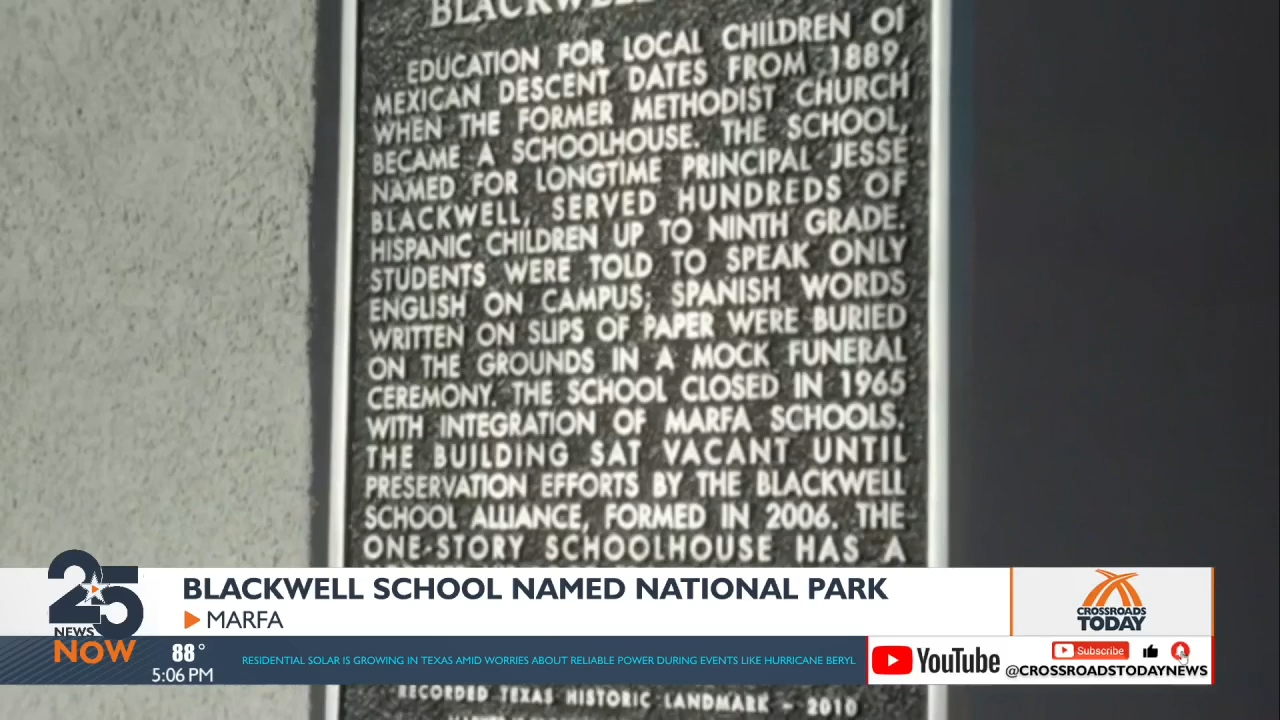 BLACKWELL
EDUCATION FOR LOCAL CHILDREN OF
MEXICAN DESCENT DATES FROM 1889,
WHEN THE FORMER METHODIST CHURCH
BECAME A SCHOOLHOUSE. THE SCHOOL,
NAMED FOR LONGTIME PRINCIPAL JESSE
BLACKWELL, SERVED HUNDREDS OF
HISPANIC CHILDREN UP TO NINTH GRADE.
STUDENTS WERE TOLD TO SPEAK ONLY
ENGLISH ON CAMPUS; SPANISH WORDS
WRITTEN ON SLIPS OF PAPER WERE BURIED
ON THE GROUNDS IN A MOCK FUNERAL
CEREMONY. THE SCHOOL CLOSED IN 1965
WITH INTEGRATION OF MARFA SCHOOLS.
THE BUILDING SAT VACANT UNTIL
PRESERVATION EFFORTS BY THE BLACKWELL
SCHOOL ALLIANCE, FORMED IN 2006. THE
ONE-STORY SCHOOLHOUSE HAS A
25
NEWS
NOW
BLACKWELL SCHOOL NAMED NATIONAL PARK
MARFA
CROSSROADS
TODAY
88°
5:06 PM
RESIDENTIAL SOLAR IS GROWING IN TEXAS AMID WORRIES ABOUT RELIABLE POWER DURING EVENTS LIKE HURRICANE BERYL
YouTube
Subscribe
@CROSSROADSTODAYNEWS
RECORDED TEXAS HISTORIC LANDMARK – 2010